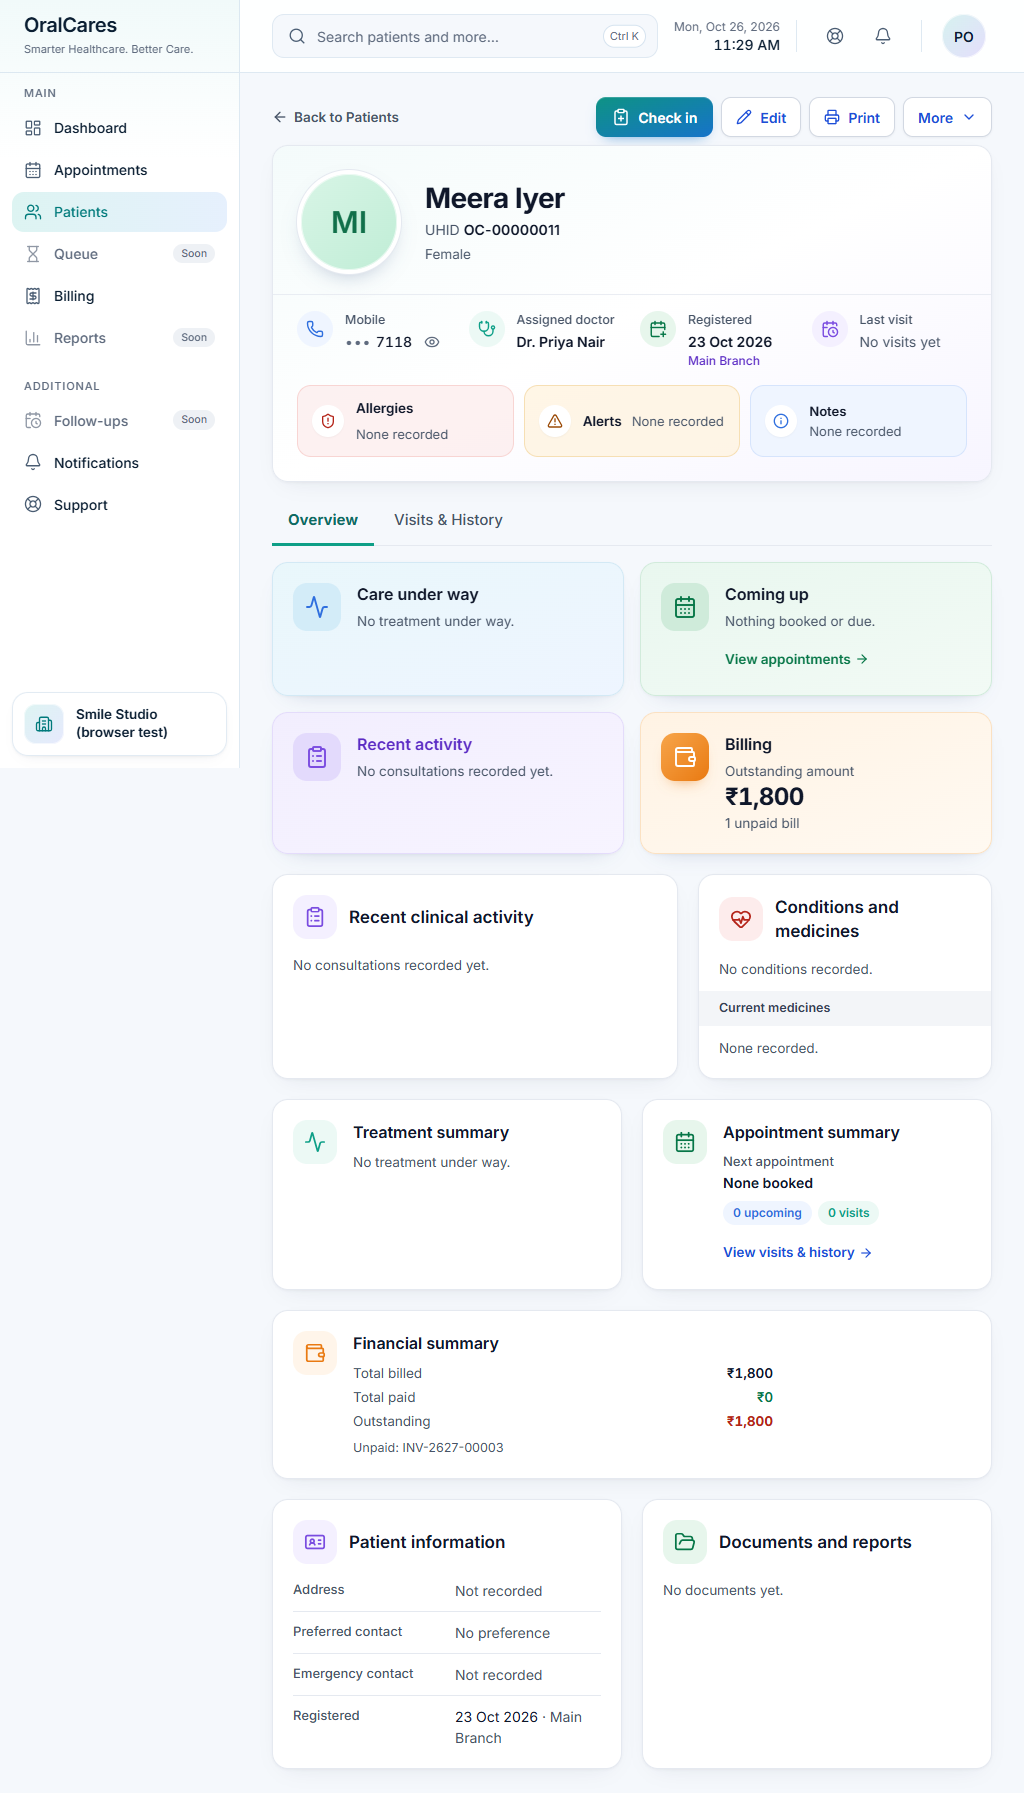 OralCares
Smarter Healthcare. Better Care.
Search patients and more...
Ctrl K
Mon, Oct 26, 2026
11:29 AM
PO
MAIN
Dashboard
Appointments
Patients
Queue
Soon
Billing
Reports
Soon
ADDITIONAL
Follow-ups
Soon
Notifications
Support
Smile Studio
(browser test)
Back to Patients
Check in
Edit
Print
More
MI
Meera Iyer
UHID OC-00000011
Female
Mobile
••• 7118
Assigned doctor
Dr. Priya Nair
Registered
23 Oct 2026
Main Branch
Last visit
No visits yet
Allergies
None recorded
Alerts None recorded
Notes
None recorded
Overview
Visits & History
Care under way
No treatment under way.
Coming up
Nothing booked or due.
View appointments →
Recent activity
No consultations recorded yet.
Billing
Outstanding amount
₹1,800
1 unpaid bill
Recent clinical activity
No consultations recorded yet.
Conditions and
medicines
No conditions recorded.
Current medicines
None recorded.
Treatment summary
No treatment under way.
Appointment summary
Next appointment
None booked
0 upcoming
0 visits
View visits & history →
Financial summary
Total billed ₹1,800
Total paid ₹0
Outstanding ₹1,800
Unpaid: INV-2627-00003
Patient information
Address Not recorded
Preferred contact No preference
Emergency contact Not recorded
Registered 23 Oct 2026 · Main
Branch
Documents and reports
No documents yet.